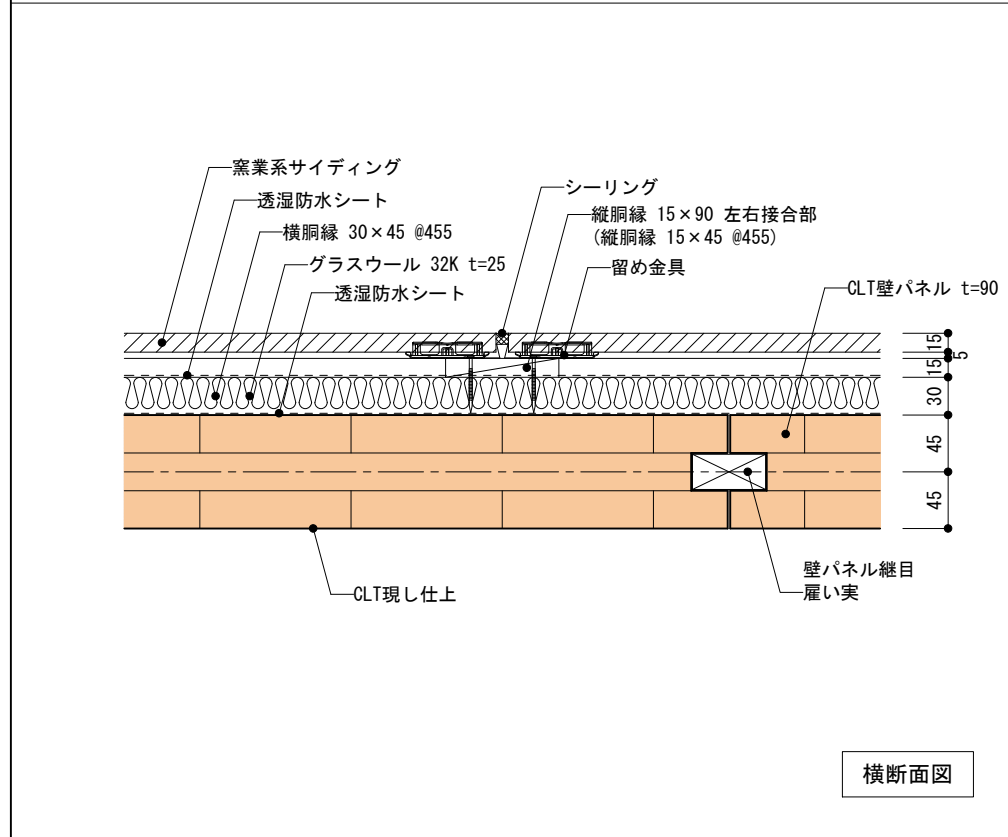 窯業系サイディング
透湿防水シート
横胴縁 30×45 @455
グラスウール 32K t=25
透湿防水シート
シーリング
縦胴縁 15×90 左右接合部
(縦胴縁 15×45 @455)
留め金具
CLT壁パネル t=90
15
5
15
30
45
45
壁パネル継目
雇い実
CLT現し仕上
横断面図